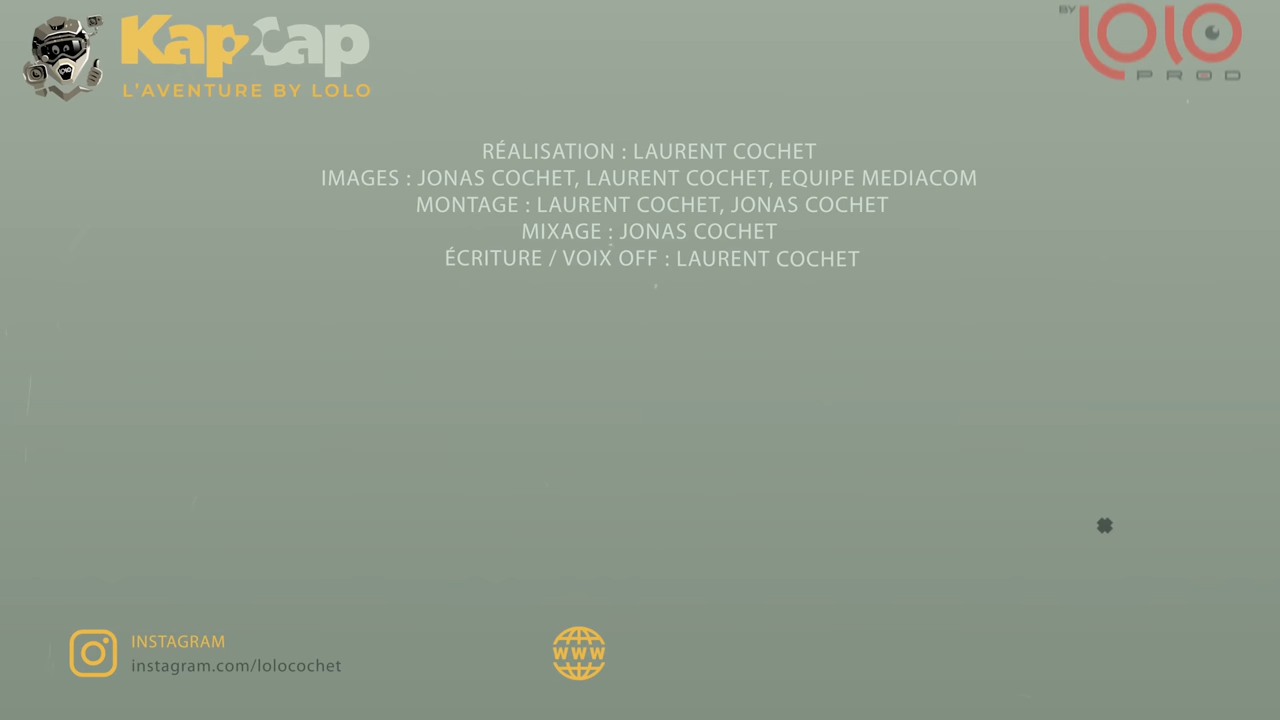 KapCap
L'AVENTURE BY LOLO
BY LOLO
PROD
RÉALISATION : LAURENT COCHET
IMAGES : JONAS COCHET, LAURENT COCHET, EQUIPE MEDIACOM
MONTAGE : LAURENT COCHET, JONAS COCHET
MIXAGE : JONAS COCHET
ÉCRITURE / VOIX OFF : LAURENT COCHET
INSTAGRAM
instagram.com/lolocochet
WWW